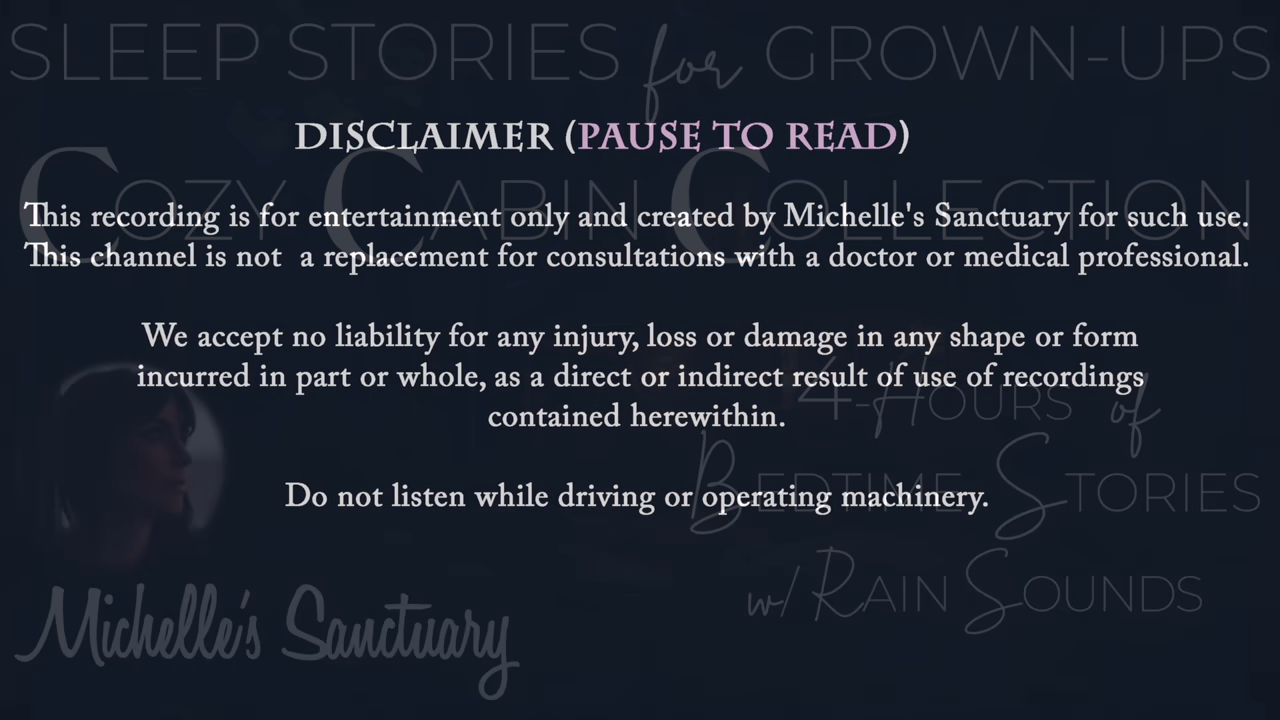 SLEEP STORIES for GROWN-UPS
DISCLAIMER (PAUSE TO READ)
COZY CABIN COLLECTION
This recording is for entertainment only and created by Michelle's Sanctuary for such use.
This channel is not  a replacement for consultations with a doctor or medical professional.
We accept no liability for any injury, loss or damage in any shape or form
incurred in part or whole, as a direct or indirect result of use of recordings
contained herewithin.
4-HOURS of
BEDTIME STORIES
Do not listen while driving or operating machinery.
w/ RAIN SOUNDS
Michelle's Sanctuary